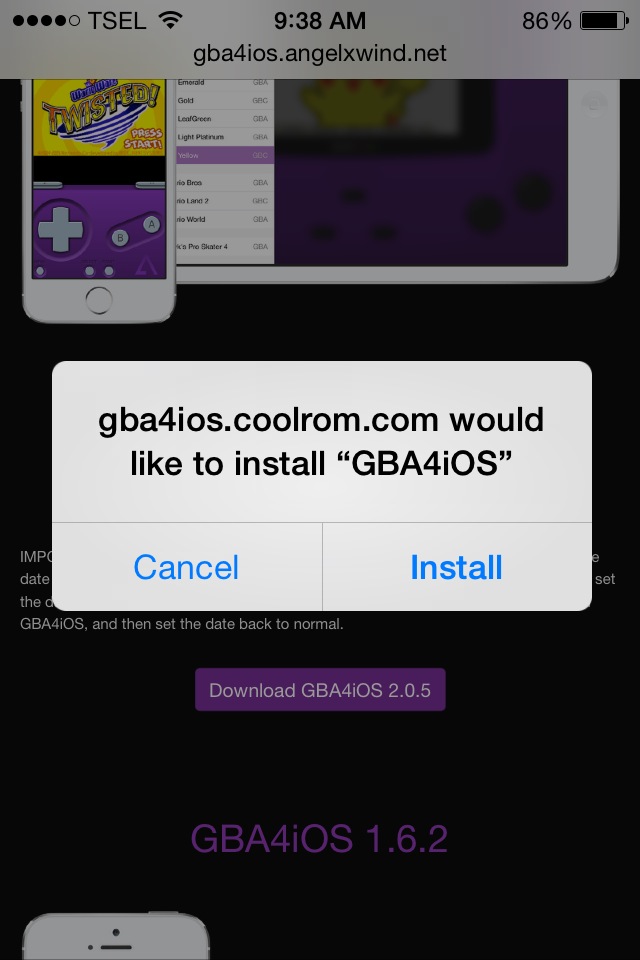 TSEL 9:38 AM 86%
gba4ios.angelxwind.net
Emerald GBA
Gold GBC
LeafGreen GBA
Light Platinum GBA
Yellow GBC
rio Bros GBA
rio Land 2 GBC
rio World GBA
k's Pro Skater 4 GBA
TWISTED!
PRESS
START!
A
B
gba4ios.coolrom.com would
like to install “GBA4iOS”
Cancel Install
IMPO e
date set
the d
GBA4iOS, and then set the date back to normal.
Download GBA4iOS 2.0.5
GBA4iOS 1.6.2